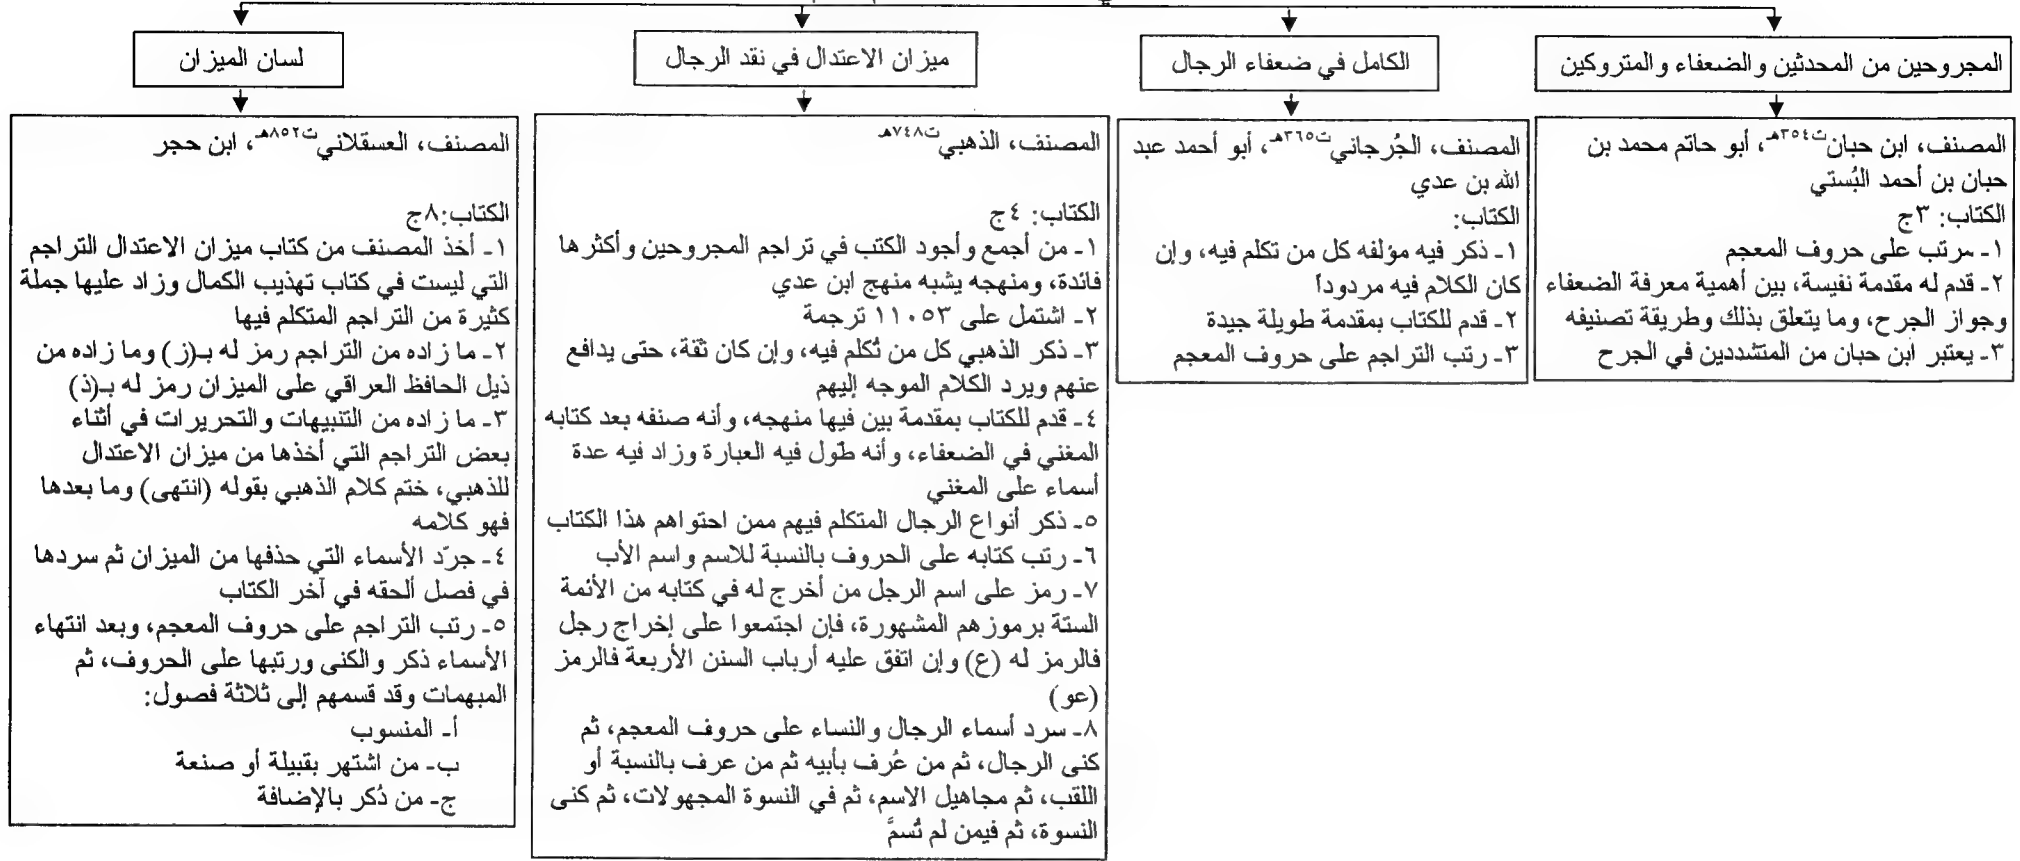 المجروحين من المحدثين والضعفاء والمتروكين
المصنف، ابن حبان ت٣٥٤هـ، أبو حاتم محمد بن
حبان بن أحمد البُستي
الكتاب: ٣ج
١- مرتب على حروف المعجم
٢- قدم له مقدمة نفيسة، بين أهمية معرفة الضعفاء
وجواز الجرح، وما يتعلق بذلك وطريقة تصنيفه
٣- يعتبر ابن حبان من المتشددين في الجرح
الكامل في ضعفاء الرجال
المصنف، الجُرجاني ت٣٦٥هـ، أبو أحمد عبد
الله بن عدي
الكتاب:
١- ذكر فيه مؤلفه كل من تكلم فيه، وإن
كان الكلام فيه مردوداً
٢- قدم للكتاب بمقدمة طويلة جيدة
٣- رتب التراجم على حروف المعجم
ميزان الاعتدال في نقد الرجال
المصنف، الذهبي ت٧٤٨هـ
الكتاب: ٤ج
١- من أجمع وأجود الكتب في تراجم المجروحين وأكثرها
فائدة، ومنهجه يشبه منهج ابن عدي
٢- اشتمل على ١١٠٥٣ ترجمة
٣- ذكر الذهبي كل من تُكلم فيه، وإن كان ثقة، حتى يدافع
عنهم ويرد الكلام الموجه إليهم
٤- قدم للكتاب بمقدمة بين فيها منهجه، وأنه صنفه بعد كتابه
المغني في الضعفاء، وأنه طوّل فيه العبارة وزاد فيه عدة
أسماء على المغني
٥- ذكر أنواع الرجال المتكلم فيهم ممن احتواهم هذا الكتاب
٦- رتب كتابه على الحروف بالنسبة للاسم واسم الأب
٧- رمز على اسم الرجل من أخرج له في كتابه من الأئمة
الستة برموزهم المشهورة، فإن اجتمعوا على إخراج رجل
فالرمز له (ع) وإن اتفق عليه أرباب السنن الأربعة فالرمز
(عو)
٨- سرد أسماء الرجال والنساء على حروف المعجم، ثم
كنى الرجال، ثم من عُرف بأبيه ثم من عرف بالنسبة أو
اللقب، ثم مجاهيل الاسم، ثم في النسوة المجهولات، ثم كنى
النسوة، ثم فيمن لم تُسمَّ
لسان الميزان
المصنف، العسقلاني ت٨٥٢هـ، ابن حجر
الكتاب:٨ج
١- أخذ المصنف من كتاب ميزان الاعتدال التراجم
التي ليست في كتاب تهذيب الكمال وزاد عليها جملة
كثيرة من التراجم المتكلم فيها
٢- ما زاده من التراجم رمز له بـ(ز) وما زاده من
ذيل الحافظ العراقي على الميزان رمز له بـ(ذ)
٣- ما زاده من التنبيهات والتحريرات في أثناء
بعض التراجم التي أخذها من ميزان الاعتدال
للذهبي، ختم كلام الذهبي بقوله (انتهى) وما بعدها
فهو كلامه
٤- جرّد الأسماء التي حذفها من الميزان ثم سردها
في فصل ألحقه في آخر الكتاب
٥- رتب التراجم على حروف المعجم، وبعد انتهاء
الأسماء ذكر والكنى ورتبها على الحروف، ثم
المبهمات وقد قسمهم إلى ثلاثة فصول:
أ- المنسوب
ب- من اشتهر بقبيلة أو صنعة
ج- من ذُكر بالإضافة